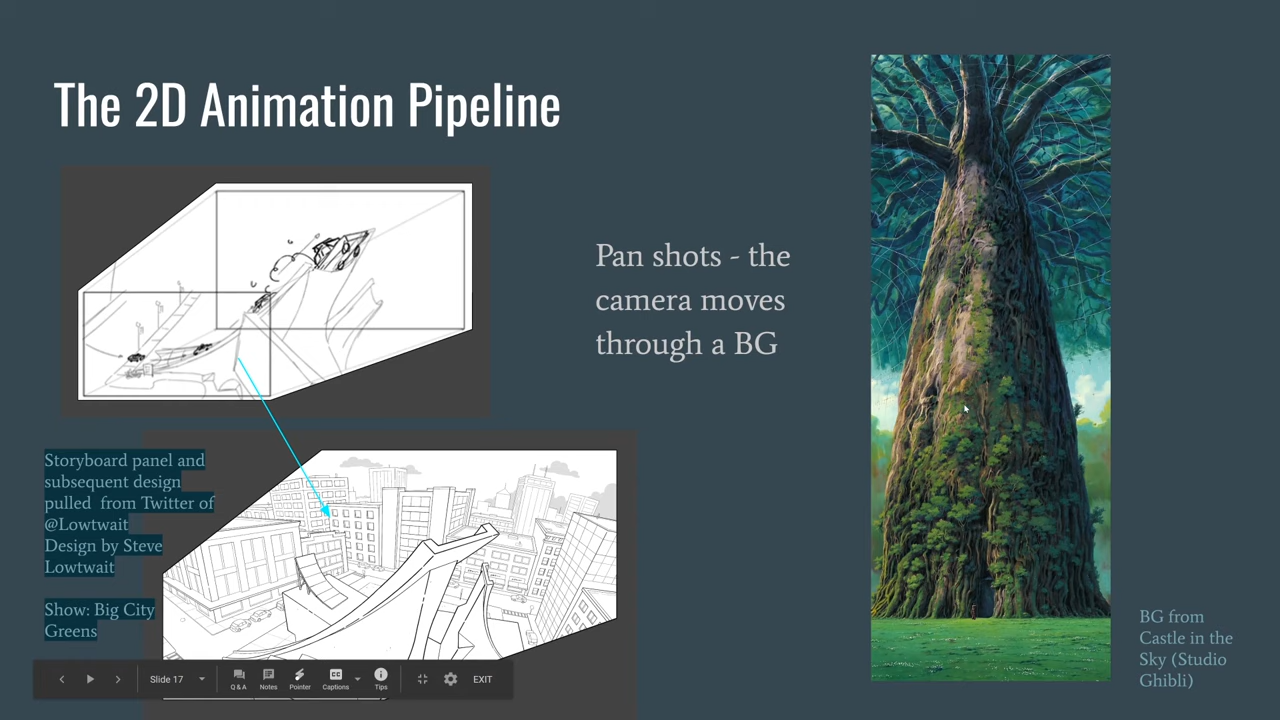 The 2D Animation Pipeline
Pan shots - the
camera moves
through a BG
Storyboard panel and
subsequent design
pulled  from Twitter of
@Lowtwait
Design by Steve
Lowtwait
Show: Big City
Greens
BG from
Castle in the
Sky (Studio
Ghibli)
Slide 17
Q & A
Notes
Pointer
Captions
Tips
EXIT